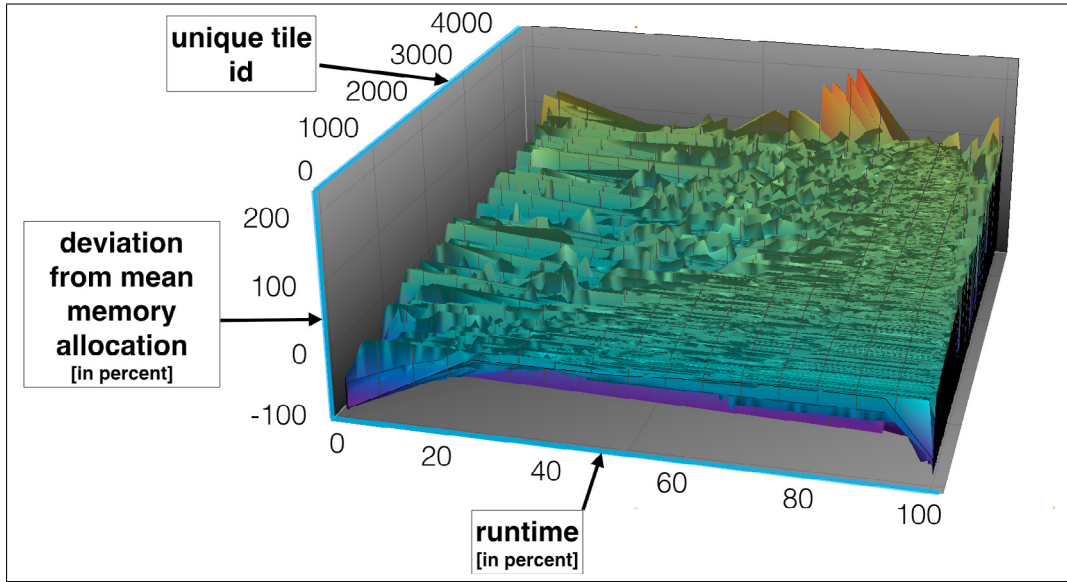 unique tile
id
4000
3000
2000
1000
0
deviation
from mean
memory
allocation
[in percent]
200
100
0
-100
0
20
40
60
80
100
runtime
[in percent]